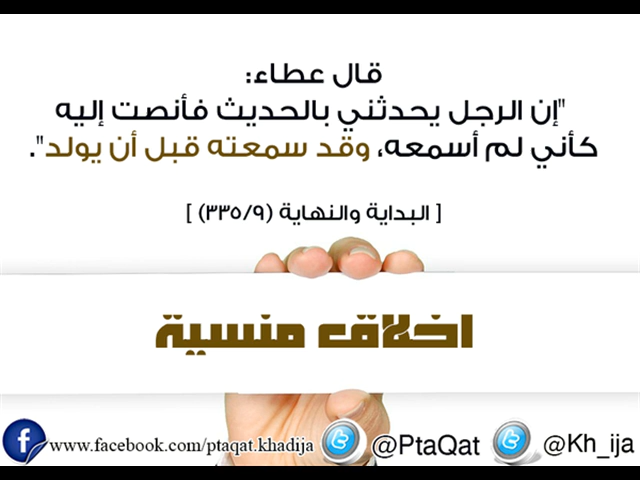 قال عطاء:
"إن الرجل يحدثني بالحديث فأنصت إليه
كأني لم أسمعه، وقد سمعته قبل أن يولد".
[ البداية والنهاية (٩/‏٣٣٥) ]
اخلاق منسية
www.facebook.com/ptaqat.khadija @PtaQat @Kh_ija